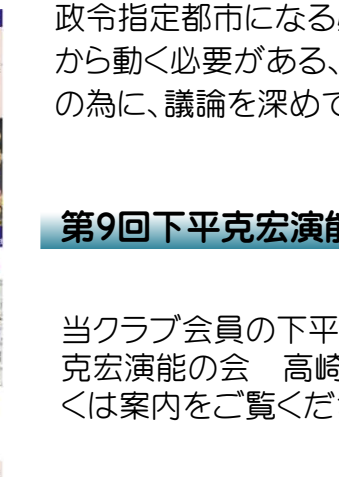 政令指定都市になる
から動く必要がある、
の為に、議論を深めて
第9回下平克宏演能
当クラブ会員の下平
克宏演能の会　高崎
くは案内をご覧くだ